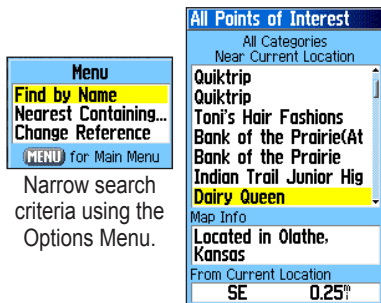 Menu
Find by Name
Nearest Containing...
Change Reference
MENU for Main Menu
Narrow search
criteria using the
Options Menu.
All Points of Interest
All Categories
Near Current Location
Quiktrip
Quiktrip
Toni's Hair Fashions
Bank of the Prairie(At
Bank of the Prairie
Indian Trail Junior Hig
Dairy Queen
Map Info
Located in Olathe,
Kansas
From Current Location
SE 0.25mi